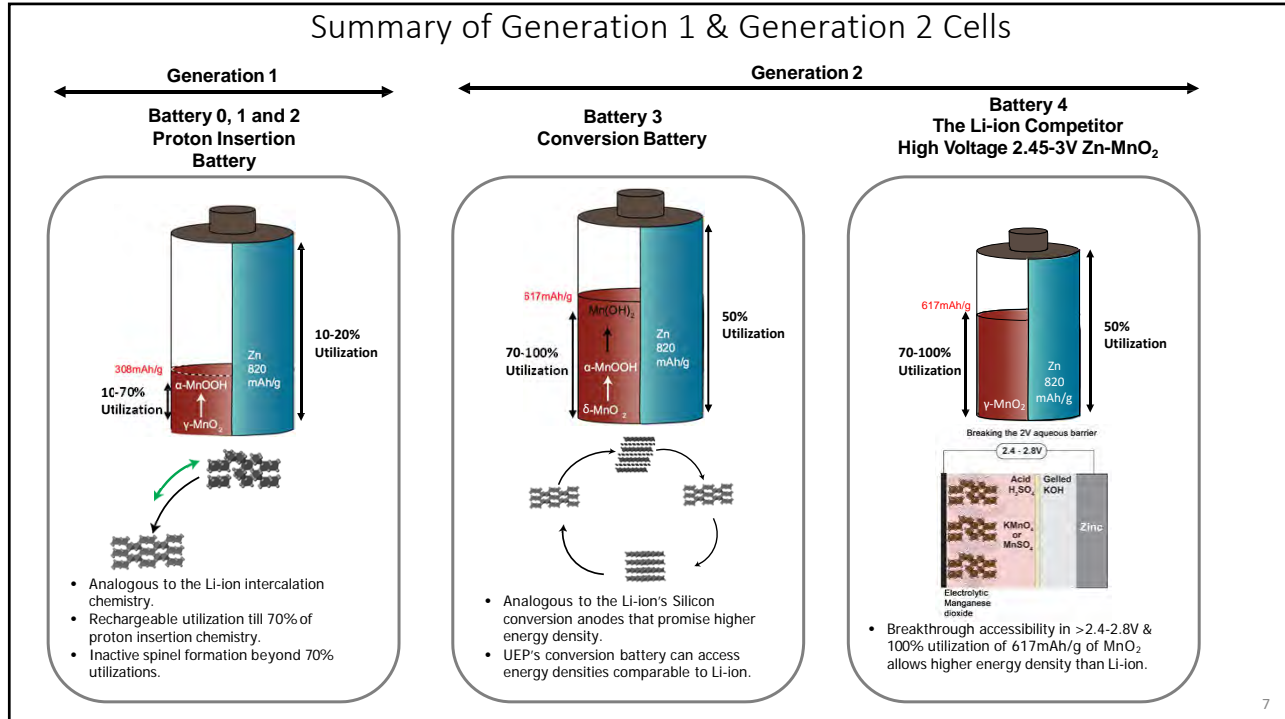 Summary of Generation 1 & Generation 2 Cells
Generation 1
Battery 0, 1 and 2
Proton Insertion
Battery
308mAh/g
10-70%
Utilization
α-MnOOH
γ-MnO₂
Zn
820
mAh/g
10-20%
Utilization
• Analogous to the Li-ion intercalation
chemistry.
• Rechargeable utilization till 70% of
proton insertion chemistry.
• Inactive spinel formation beyond 70%
utilizations.
Generation 2
Battery 3
Conversion Battery
617mAh/g
70-100%
Utilization
Mn(OH)₂
α-MnOOH
δ-MnO₂
Zn
820
mAh/g
50%
Utilization
• Analogous to the Li-ion's Silicon
conversion anodes that promise higher
energy density.
• UEP's conversion battery can access
energy densities comparable to Li-ion.
Battery 4
The Li-ion Competitor
High Voltage 2.45-3V Zn-MnO₂
617mAh/g
70-100%
Utilization
γ-MnO₂
Zn
820
mAh/g
50%
Utilization
Breaking the 2V aqueous barrier
2.4 - 2.8V
Acid
H₂SO₄
KMnO₄
or
MnSO₄
Gelled
KOH
Zinc
Electrolytic
Manganese
dioxide
• Breakthrough accessibility in >2.4-2.8V &
100% utilization of 617mAh/g of MnO₂
allows higher energy density than Li-ion.
7